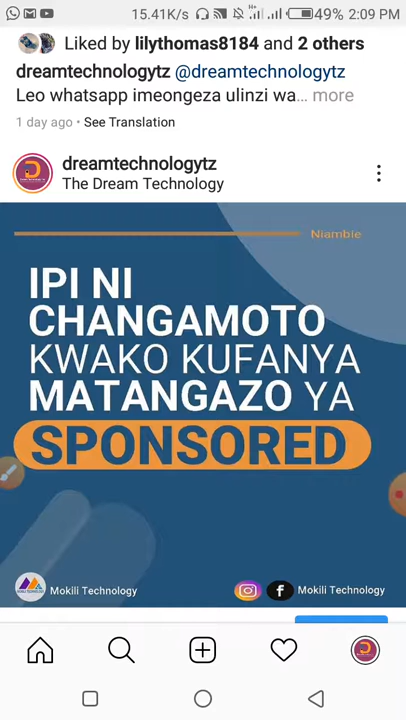 15.41K/s 49% 2:09 PM
Liked by lilythomas8184 and 2 others
dreamtechnologytz @dreamtechnologytz
Leo whatsapp imeongeza ulinzi wa... more
1 day ago • See Translation
dreamtechnologytz
The Dream Technology
Niambie
IPI NI
CHANGAMOTO
KWAKO KUFANYA
MATANGAZO YA
SPONSORED
Mokili Technology
Mokili Technology